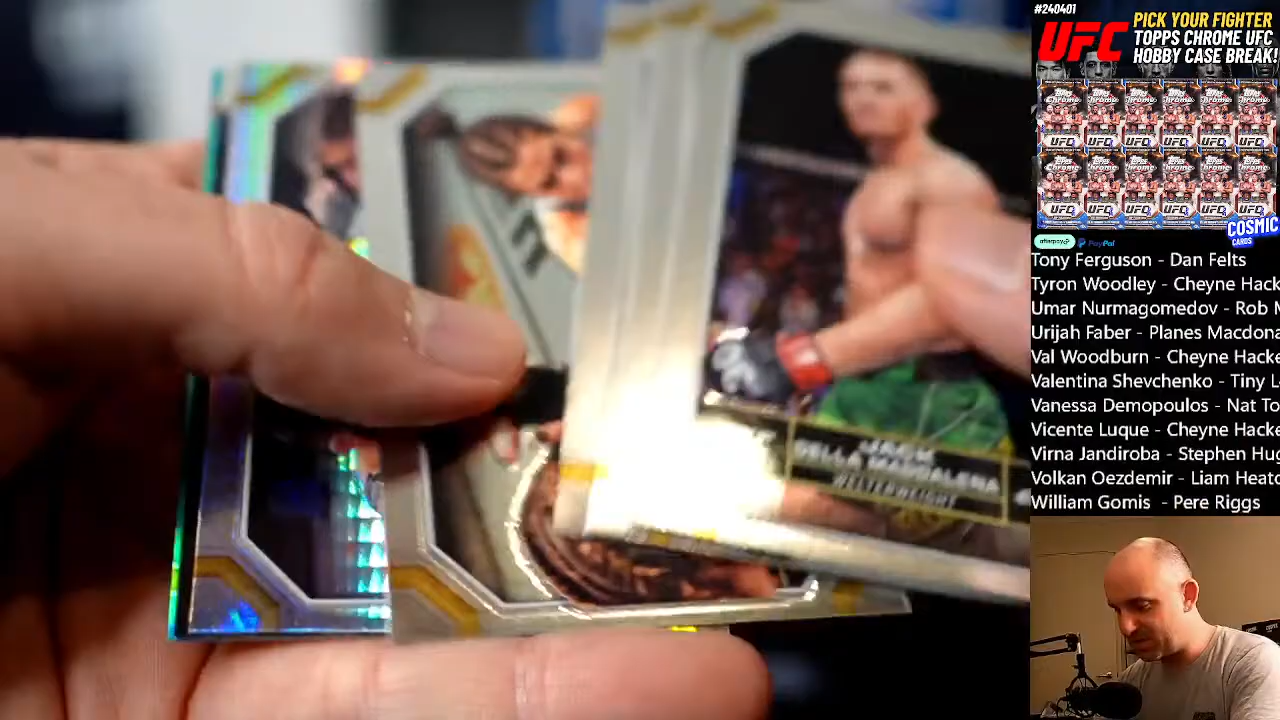 #240401
UFC
PICK YOUR FIGHTER
TOPPS CHROME UFC
HOBBY CASE BREAK!
COSMIC
CARDS
afterpay
PayPal
Tony Ferguson - Dan Felts
Tyron Woodley - Cheyne Hack
Umar Nurmagomedov - Rob M
Urijah Faber - Planes Macdona
Val Woodburn - Cheyne Hacke
Valentina Shevchenko - Tiny L
Vanessa Demopoulos - Nat To
Vicente Luque - Cheyne Hacke
Virna Jandiroba - Stephen Hug
Volkan Oezdemir - Liam Heato
William Gomis - Pere Riggs
JACK
DELLA MADDALENA
WELTERWEIGHT